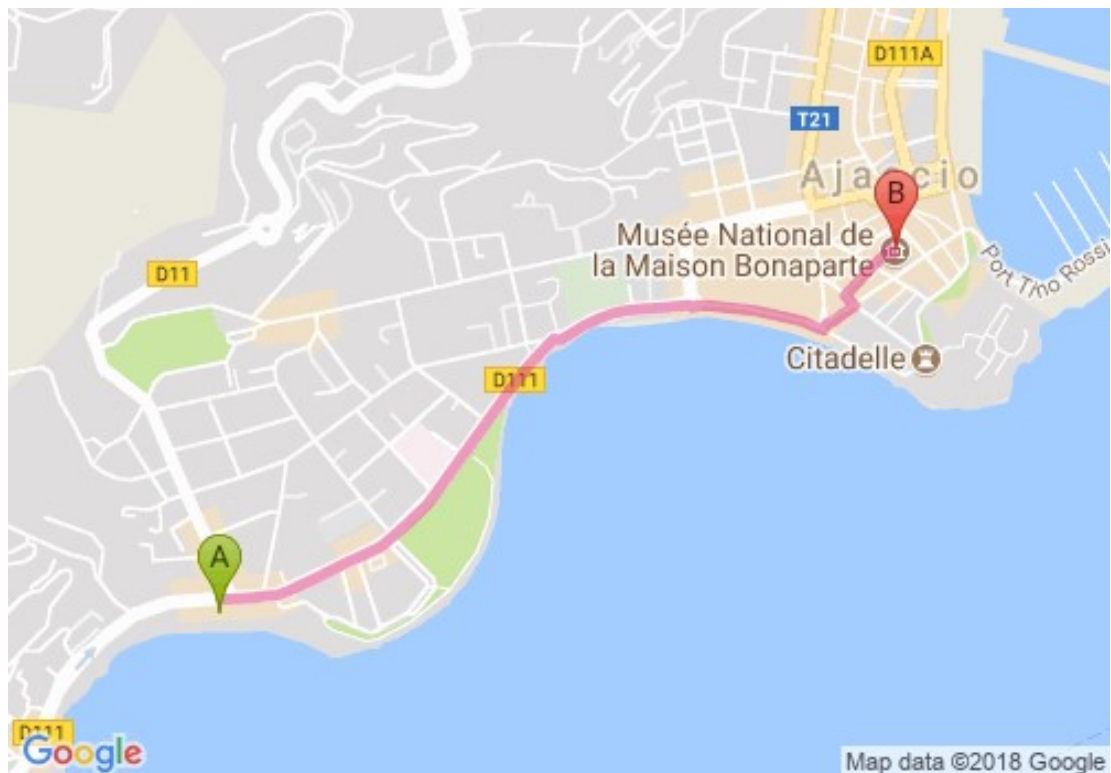 D111A
T21
Ajaccio
B
Musée National de
la Maison Bonaparte
Port Tho Rossi
D11
Citadelle
D111
A
D111
Google
Map data ©2018 Google